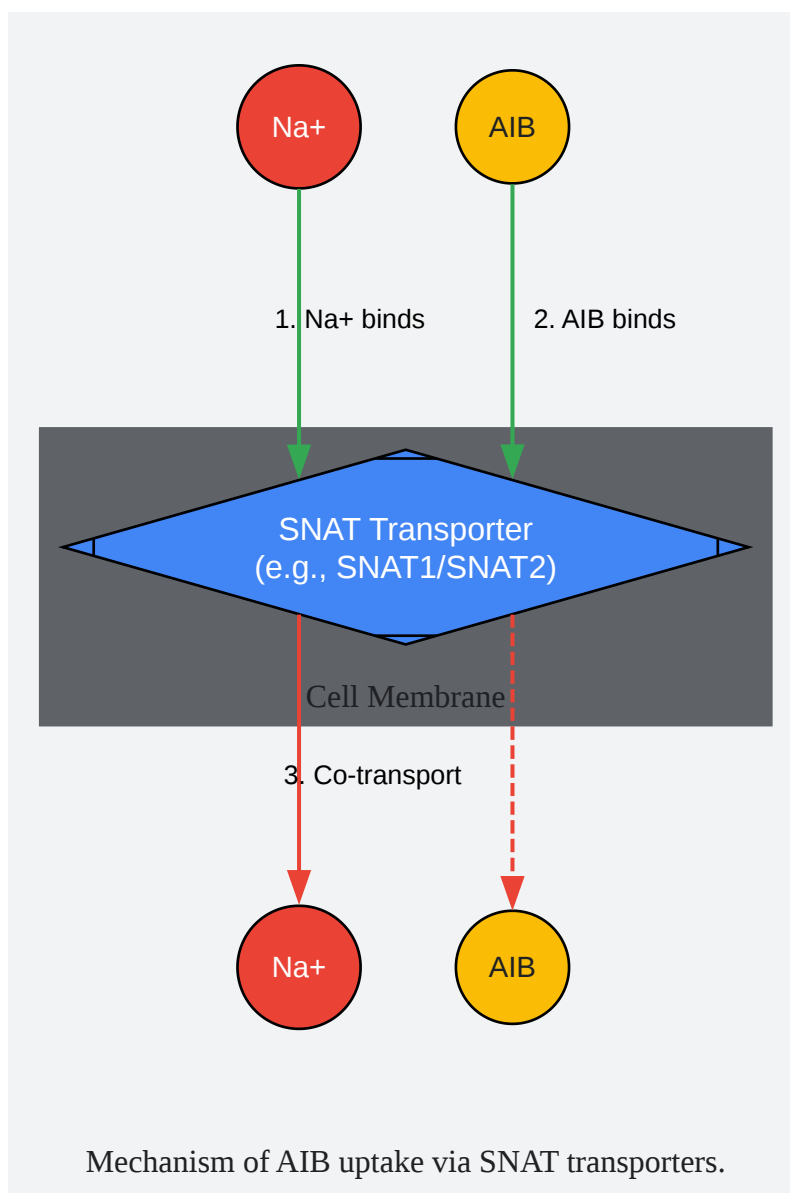 Na+
AIB
1. Na+ binds
2. AIB binds
SNAT Transporter
(e.g., SNAT1/SNAT2)
Cell Membrane
3. Co-transport
Na+
AIB
Mechanism of AIB uptake via SNAT transporters.